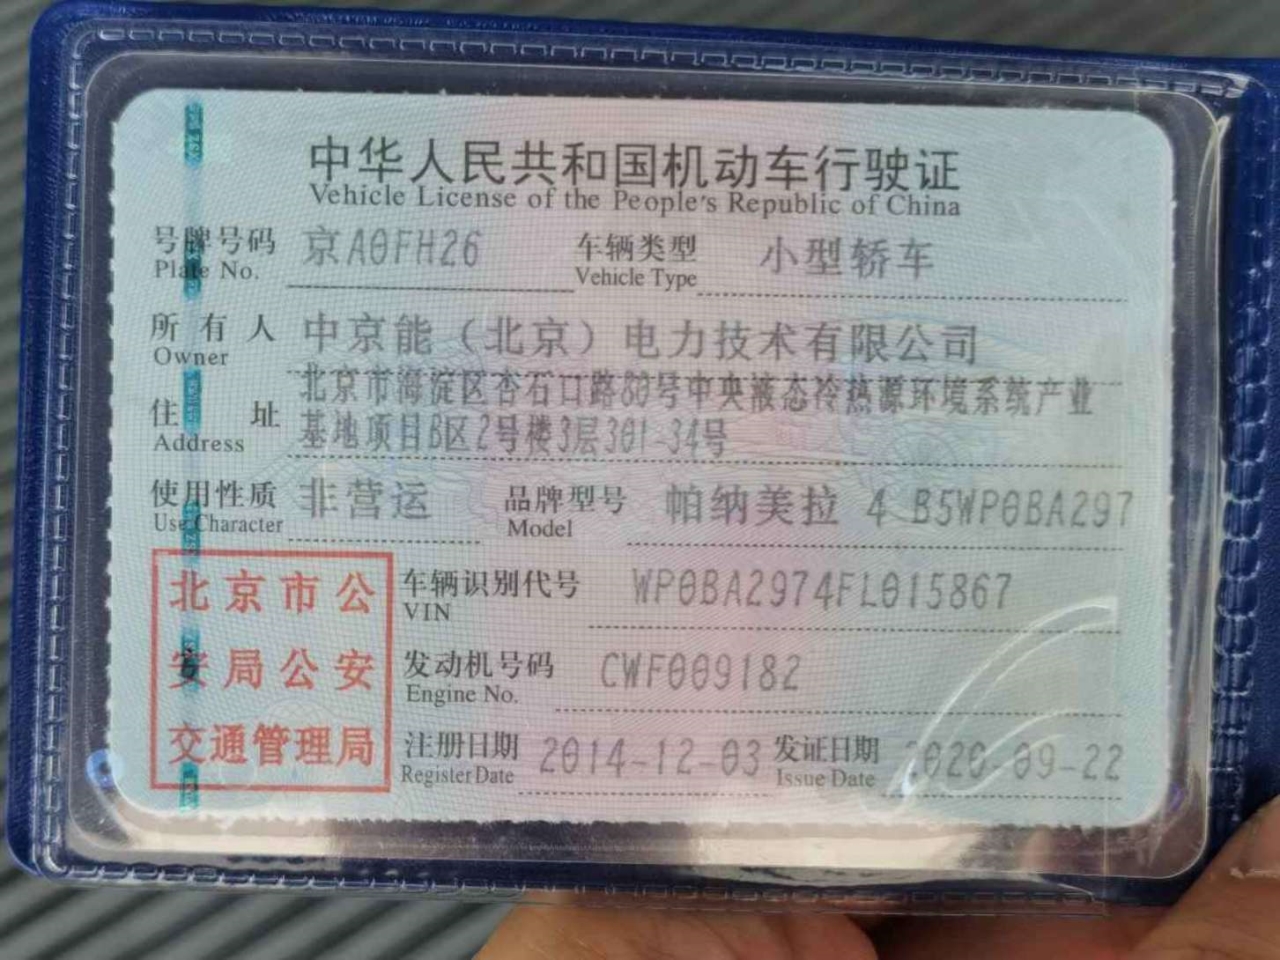 中华人民共和国机动车行驶证
Vehicle License of the People's Republic of China
号牌号码 京A0FH26 车辆类型 小型轿车
Plate No. Vehicle Type
所有人 中京能（北京）电力技术有限公司
Owner
住址 北京市海淀区杏石口路80号中央液态冷热源环境系统产业
Address 基地项目B区2号楼3层301-34号
使用性质 非营运 品牌型号 帕纳美拉 4 B5WP0BA297
Use Character Model
北京市公
安局公安
交通管理局
车辆识别代号 WP0BA2974FL015867
VIN
发动机号码 CWF009182
Engine No.
注册日期 2014-12-03 发证日期 2020-09-22
Register Date Issue Date